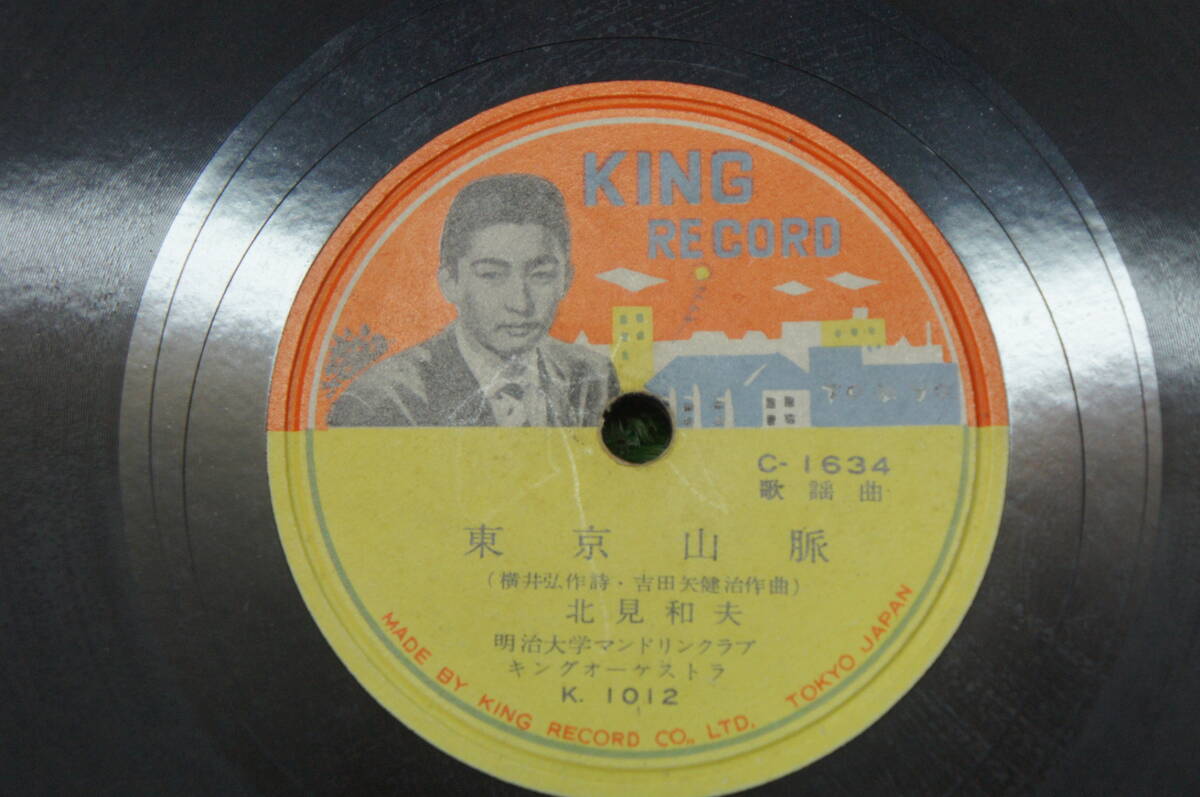 KING
RECORD
C-1634
歌謡曲
東京山脈
(横井弘作詩・吉田矢健治作曲)
北見和夫
明治大学マンドリンクラブ
キングオーケストラ
K. 1012
MADE BY KING RECORD CO., LTD. TOKYO JAPAN